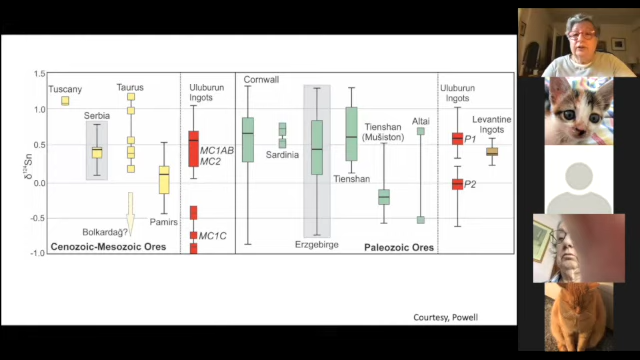 1.5
1.0
0.5
0.0
-0.5
-1.0
δ¹²⁴Sn
Tuscany
Serbia
Taurus
Bolkardağ?
Pamirs
Cenozoic-Mesozoic Ores
Uluburun
Ingots
MC1AB
MC2
MC1C
Cornwall
Sardinia
Erzgebirge
Tienshan
Tienshan
(Mušiston)
Altai
Paleozoic Ores
Uluburun
Ingots
P1
P2
Levantine
Ingots
Courtesy, Powell